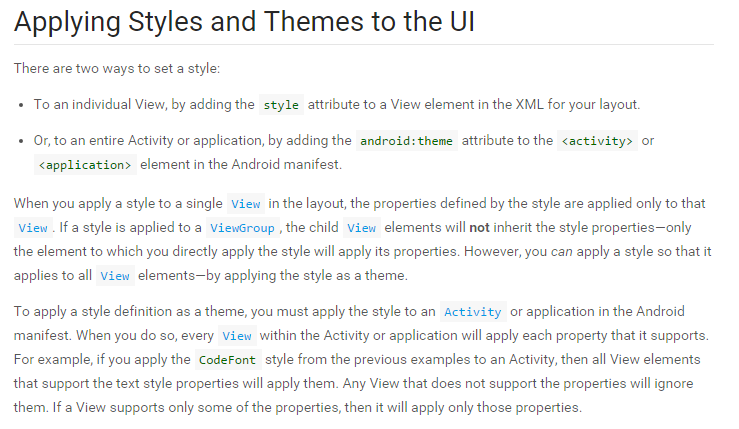 Applying Styles and Themes to the UI
There are two ways to set a style:
• To an individual View, by adding the style attribute to a View element in the XML for your layout.
• Or, to an entire Activity or application, by adding the android:theme attribute to the <activity> or
<application> element in the Android manifest.
When you apply a style to a single View in the layout, the properties defined by the style are applied only to that
View . If a style is applied to a ViewGroup , the child View elements will not inherit the style properties—only
the element to which you directly apply the style will apply its properties. However, you can apply a style so that it
applies to all View elements—by applying the style as a theme.
To apply a style definition as a theme, you must apply the style to an Activity or application in the Android
manifest. When you do so, every View within the Activity or application will apply each property that it supports.
For example, if you apply the CodeFont style from the previous examples to an Activity, then all View elements
that support the text style properties will apply them. Any View that does not support the properties will ignore
them. If a View supports only some of the properties, then it will apply only those properties.